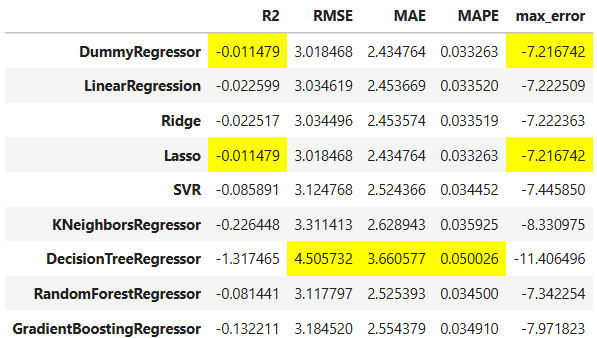 R2 RMSE MAE MAPE max_error
DummyRegressor -0.011479 3.018468 2.434764 0.033263 -7.216742
LinearRegression -0.022599 3.034619 2.453669 0.033520 -7.222509
Ridge -0.022517 3.034496 2.453574 0.033519 -7.222363
Lasso -0.011479 3.018468 2.434764 0.033263 -7.216742
SVR -0.085891 3.124768 2.524366 0.034452 -7.445850
KNeighborsRegressor -0.226448 3.311413 2.628943 0.035925 -8.330975
DecisionTreeRegressor -1.317465 4.505732 3.660577 0.050026 -11.406496
RandomForestRegressor -0.081441 3.117797 2.525393 0.034500 -7.342254
GradientBoostingRegressor -0.132211 3.184520 2.554379 0.034910 -7.971823